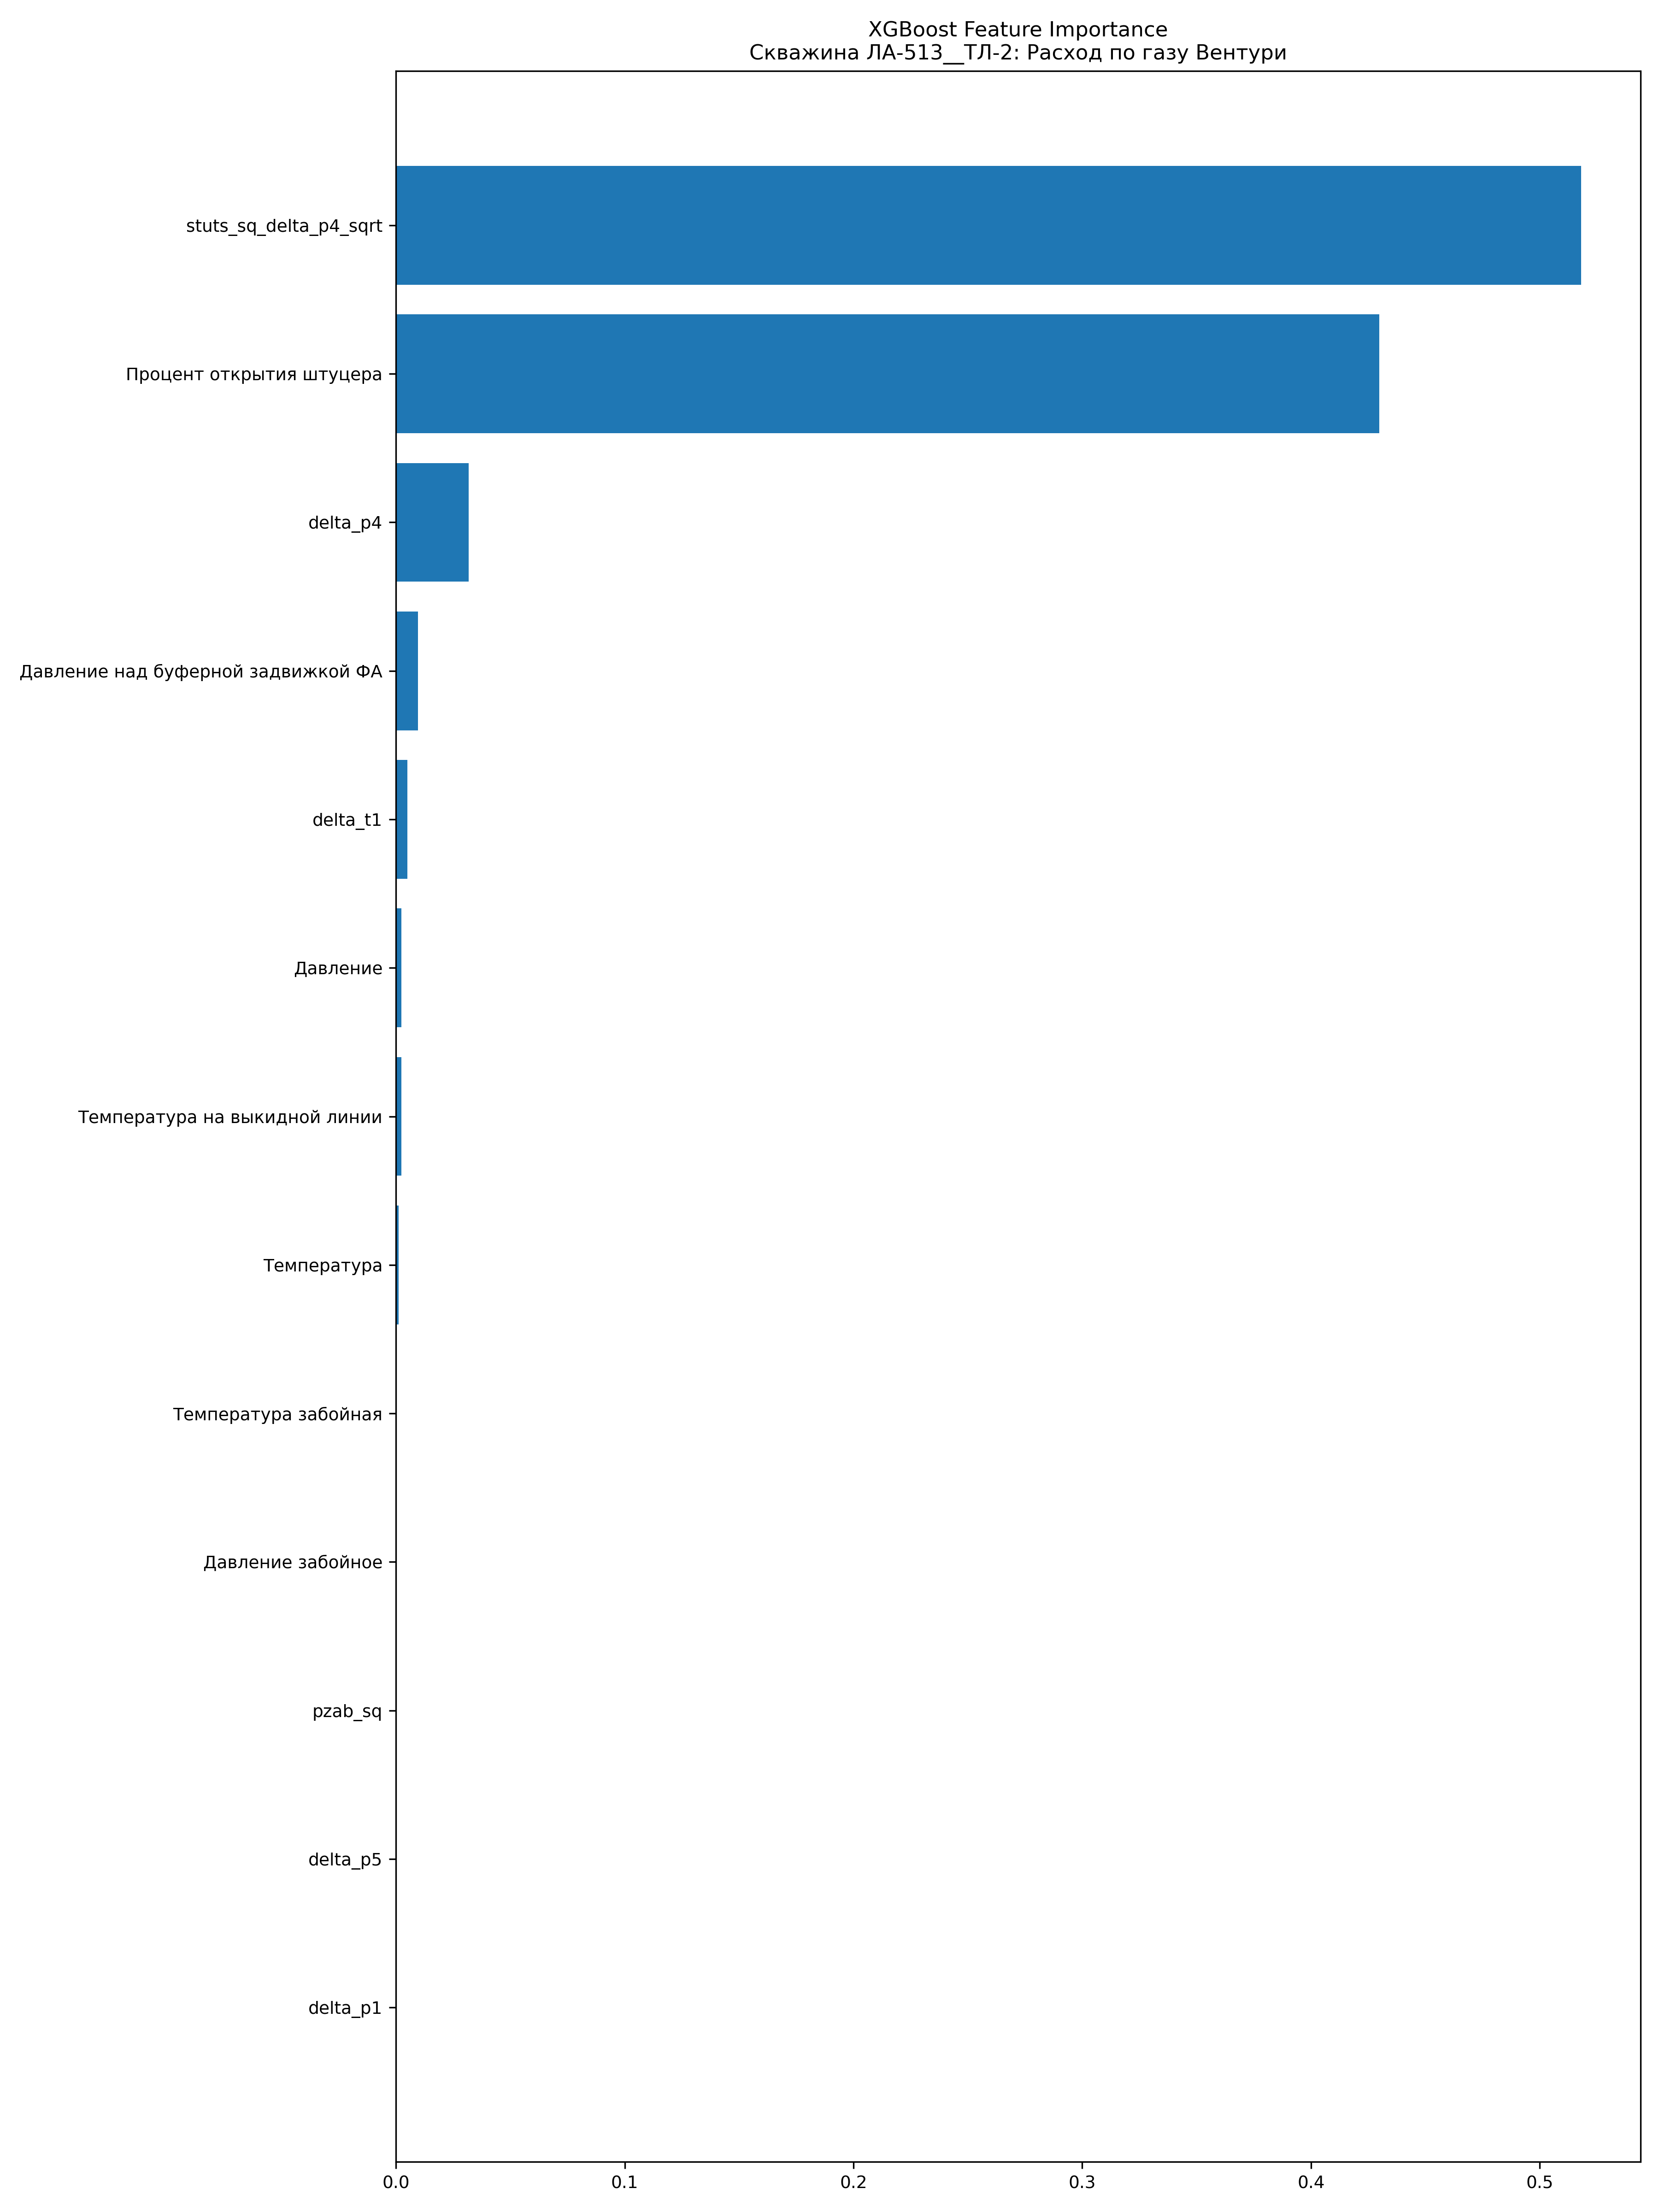 XGBoost Feature Importance
Скважина ЛА-513__ТЛ-2: Расход по газу Вентури
stuts_sq_delta_p4_sqrt
Процент открытия штуцера
delta_p4
Давление над буферной задвижкой ФА
delta_t1
Давление
Температура на выкидной линии
Температура
Температура забойная
Давление забойное
pzab_sq
delta_p5
delta_p1
0.0 0.1 0.2 0.3 0.4 0.5